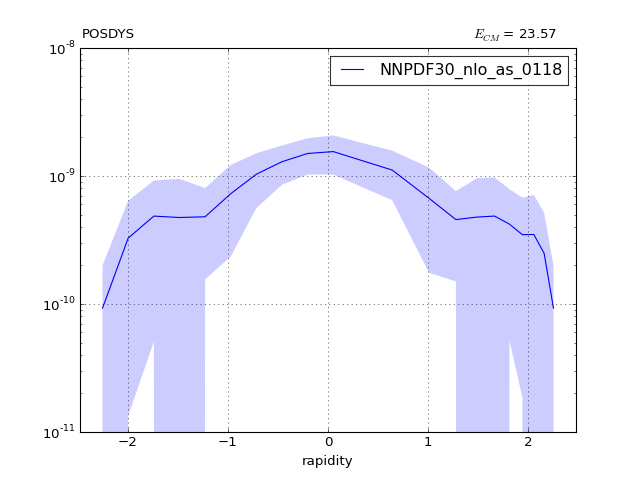 POSDYS
E_CM = 23.57
NNPDF30_nlo_as_0118
10^-8
10^-9
10^-10
10^-11
−2 −1 0 1 2
rapidity